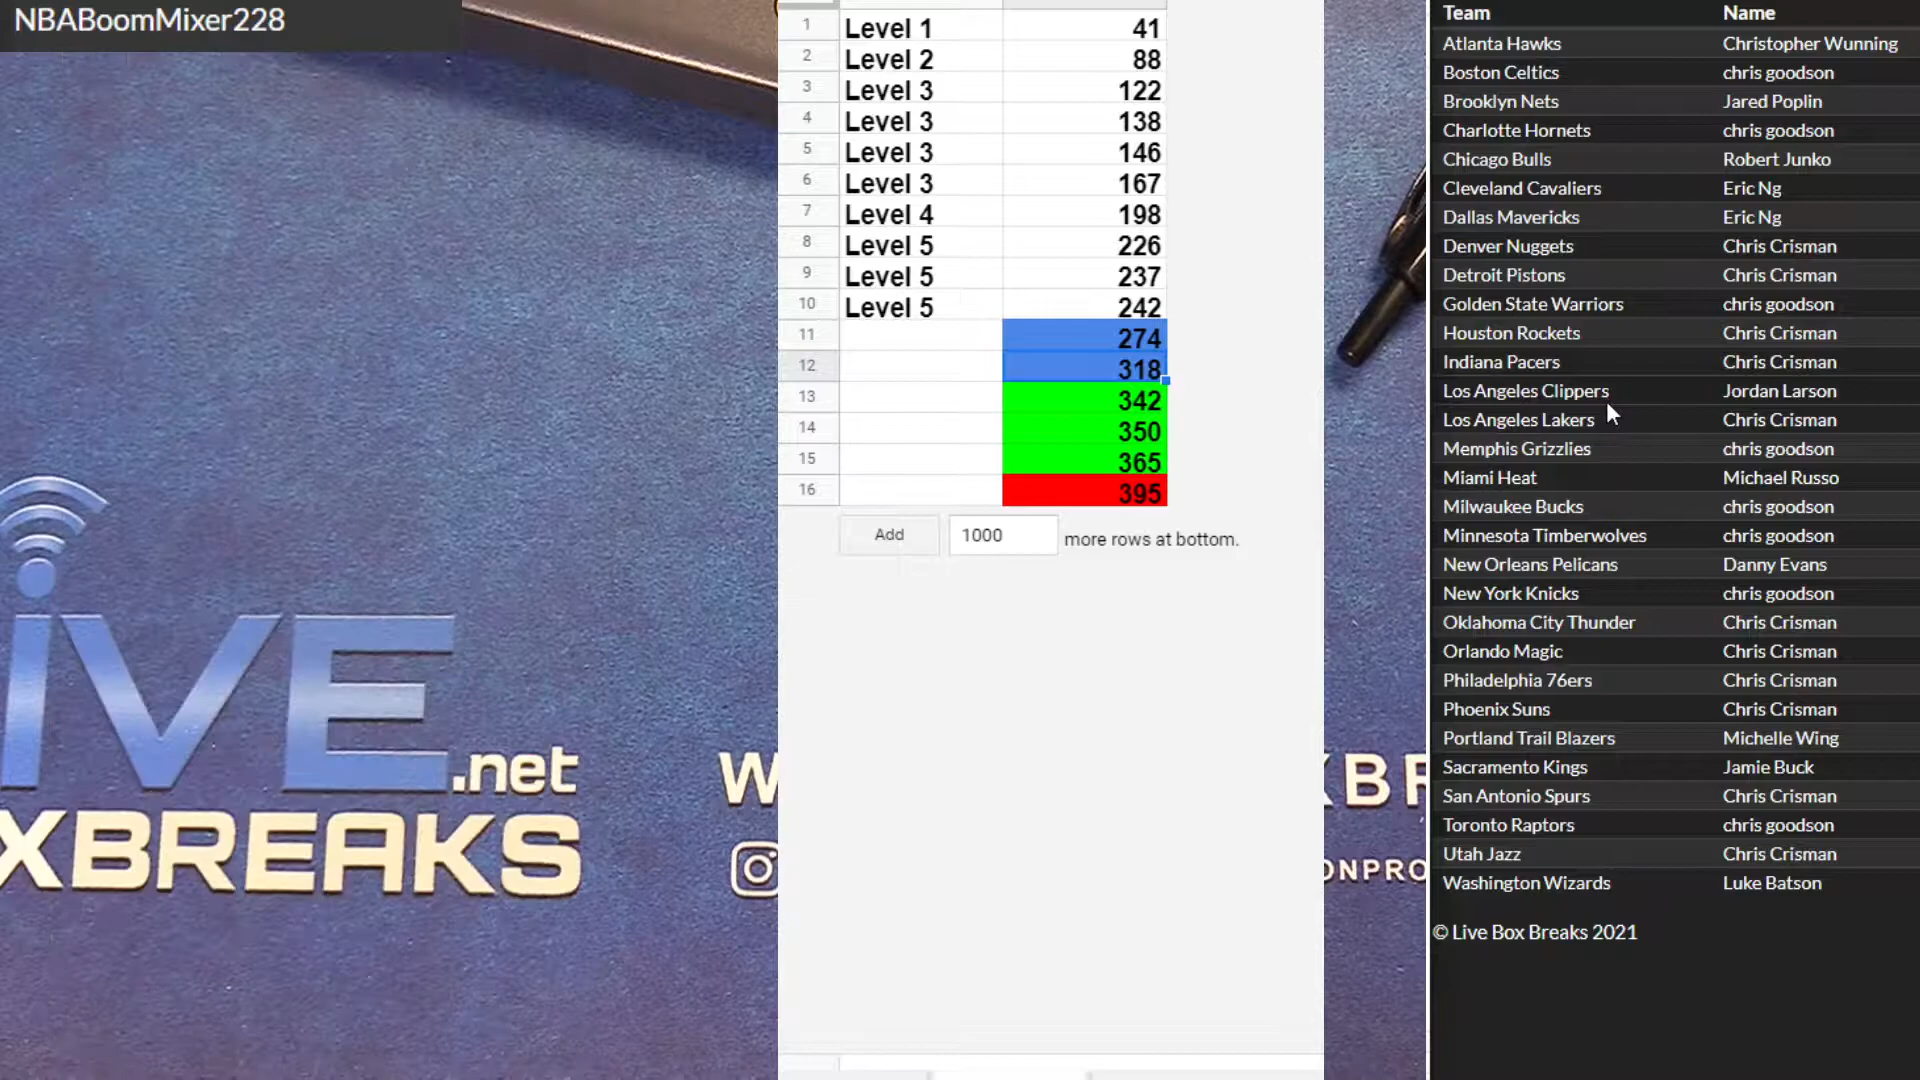 NBABoomMixer228
1 Level 1 41
2 Level 2 88
3 Level 3 122
4 Level 3 138
5 Level 3 146
6 Level 3 167
7 Level 4 198
8 Level 5 226
9 Level 5 237
10 Level 5 242
11 274
12 318
13 342
14 350
15 365
16 395
Add 1000 more rows at bottom.
Team Name
Atlanta Hawks Christopher Wunning
Boston Celtics chris goodson
Brooklyn Nets Jared Poplin
Charlotte Hornets chris goodson
Chicago Bulls Robert Junko
Cleveland Cavaliers Eric Ng
Dallas Mavericks Eric Ng
Denver Nuggets Chris Crisman
Detroit Pistons Chris Crisman
Golden State Warriors chris goodson
Houston Rockets Chris Crisman
Indiana Pacers Chris Crisman
Los Angeles Clippers Jordan Larson
Los Angeles Lakers Chris Crisman
Memphis Grizzlies chris goodson
Miami Heat Michael Russo
Milwaukee Bucks chris goodson
Minnesota Timberwolves chris goodson
New Orleans Pelicans Danny Evans
New York Knicks chris goodson
Oklahoma City Thunder Chris Crisman
Orlando Magic Chris Crisman
Philadelphia 76ers Chris Crisman
Phoenix Suns Chris Crisman
Portland Trail Blazers Michelle Wing
Sacramento Kings Jamie Buck
San Antonio Spurs Chris Crisman
Toronto Raptors chris goodson
Utah Jazz Chris Crisman
Washington Wizards Luke Batson
© Live Box Breaks 2021
iVE.net
XBREAKS
W
XBR
ONPRO